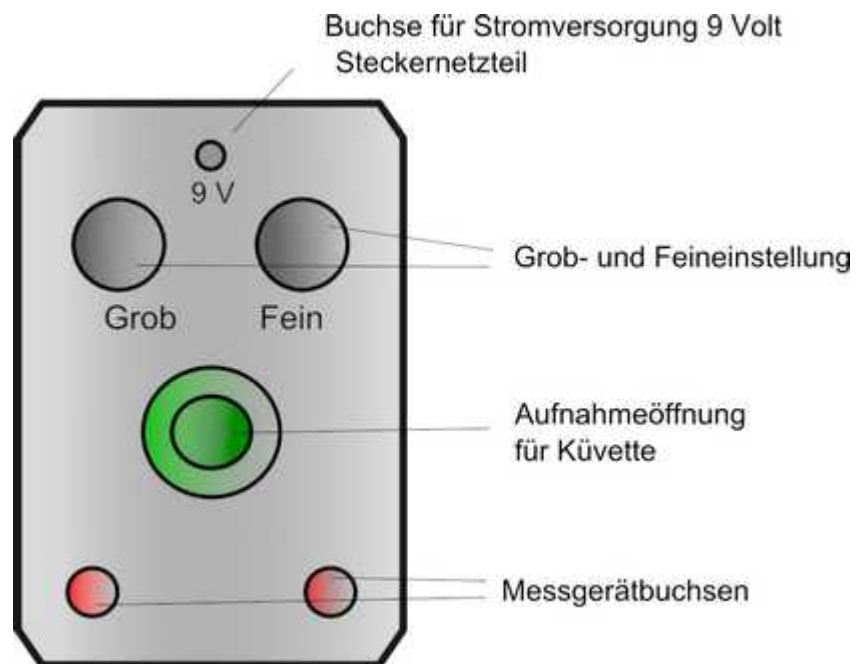 Buchse für Stromversorgung 9 Volt
Steckernetzteil
9 V
Grob Fein
Grob- und Feineinstellung
Aufnahmeöffnung
für Küvette
Messgerätbuchsen